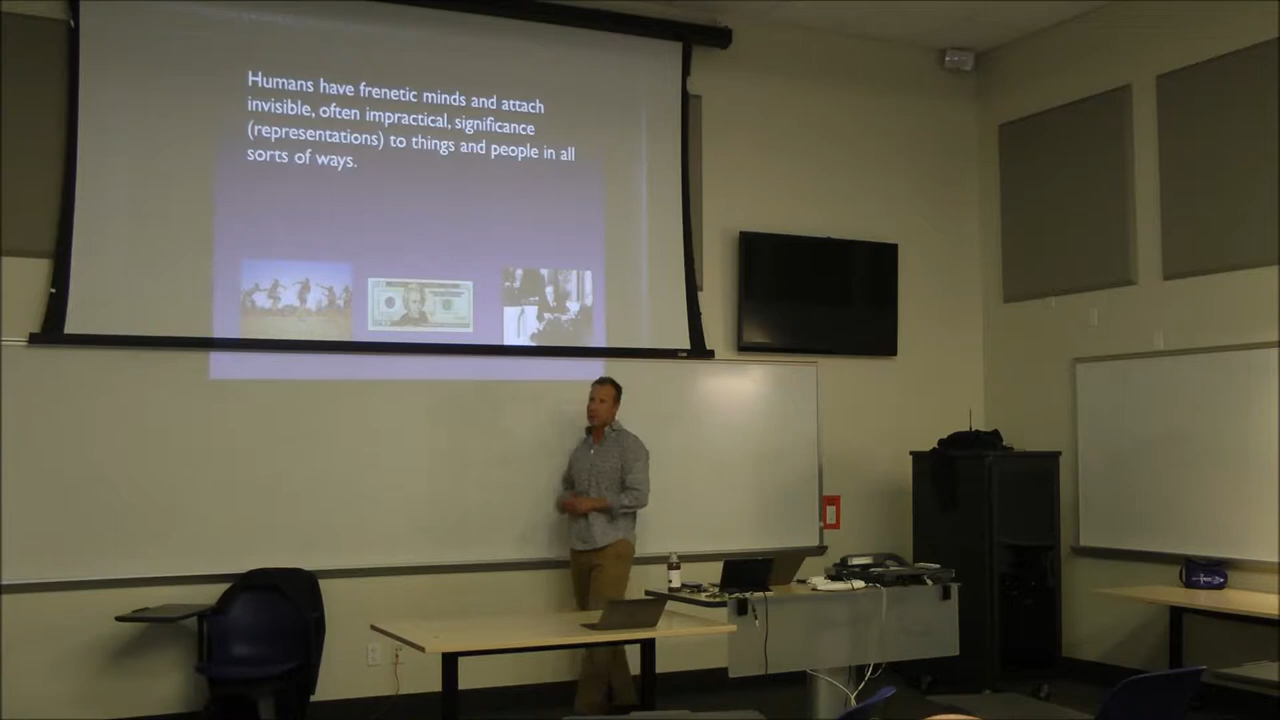 Humans have frenetic minds and attach
invisible, often impractical, significance
(representations) to things and people in all
sorts of ways.